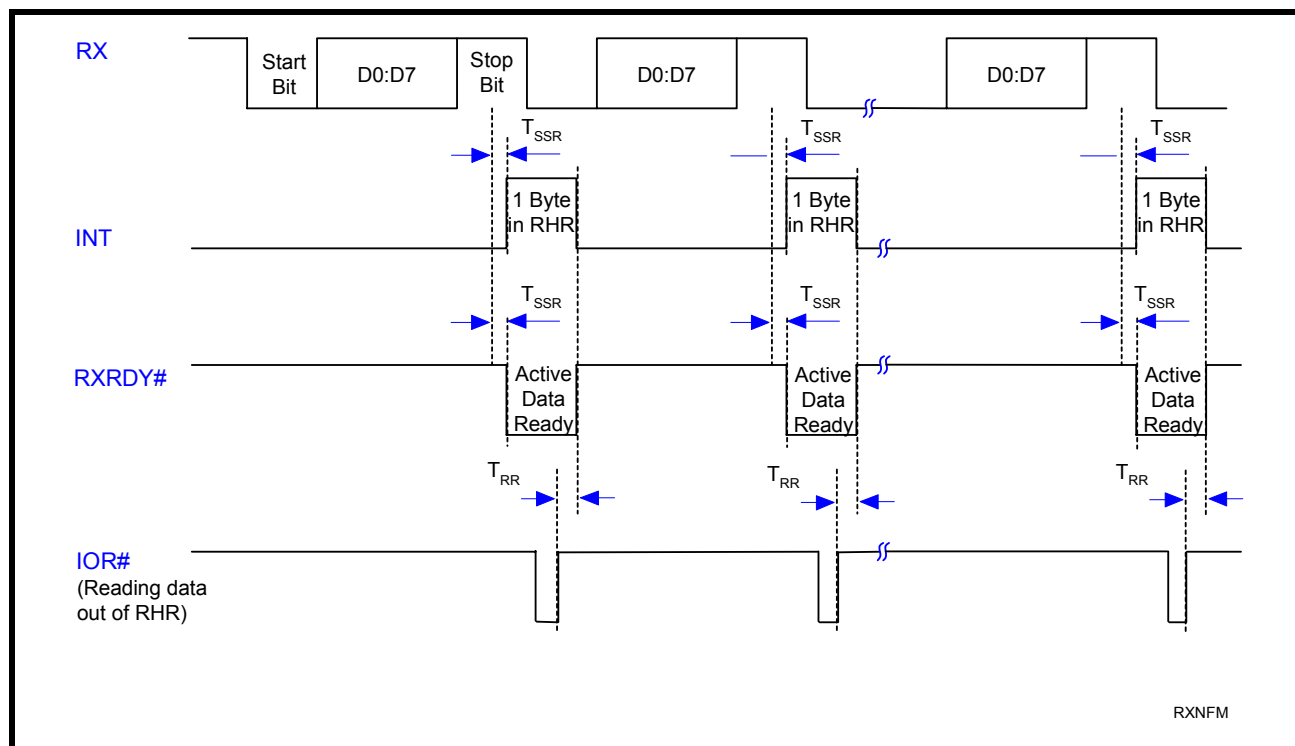 RX
Start
Bit
D0:D7
Stop
Bit
D0:D7
D0:D7
TSSR
TSSR
TSSR
INT
1 Byte
in RHR
1 Byte
in RHR
1 Byte
in RHR
TSSR
TSSR
TSSR
RXRDY#
Active
Data
Ready
Active
Data
Ready
Active
Data
Ready
TRR
TRR
TRR
IOR#
(Reading data
out of RHR)
RXNFM